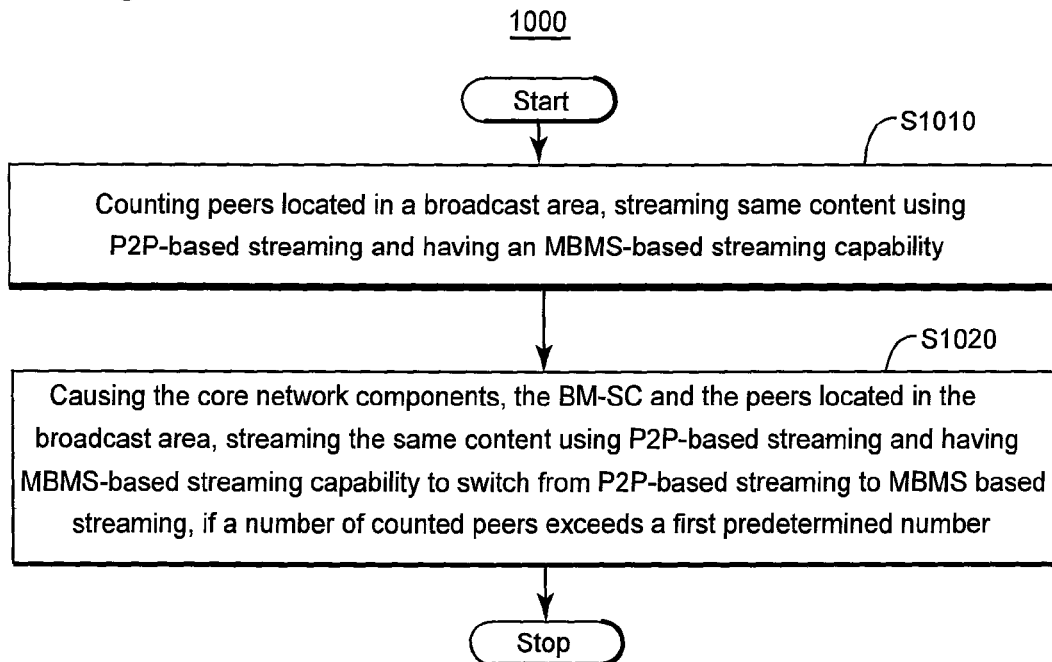 1000
Start
S1010
Counting peers located in a broadcast area, streaming same content using
P2P-based streaming and having an MBMS-based streaming capability
S1020
Causing the core network components, the BM-SC and the peers located in the
broadcast area, streaming the same content using P2P-based streaming and having
MBMS-based streaming capability to switch from P2P-based streaming to MBMS based
streaming, if a number of counted peers exceeds a first predetermined number
Stop